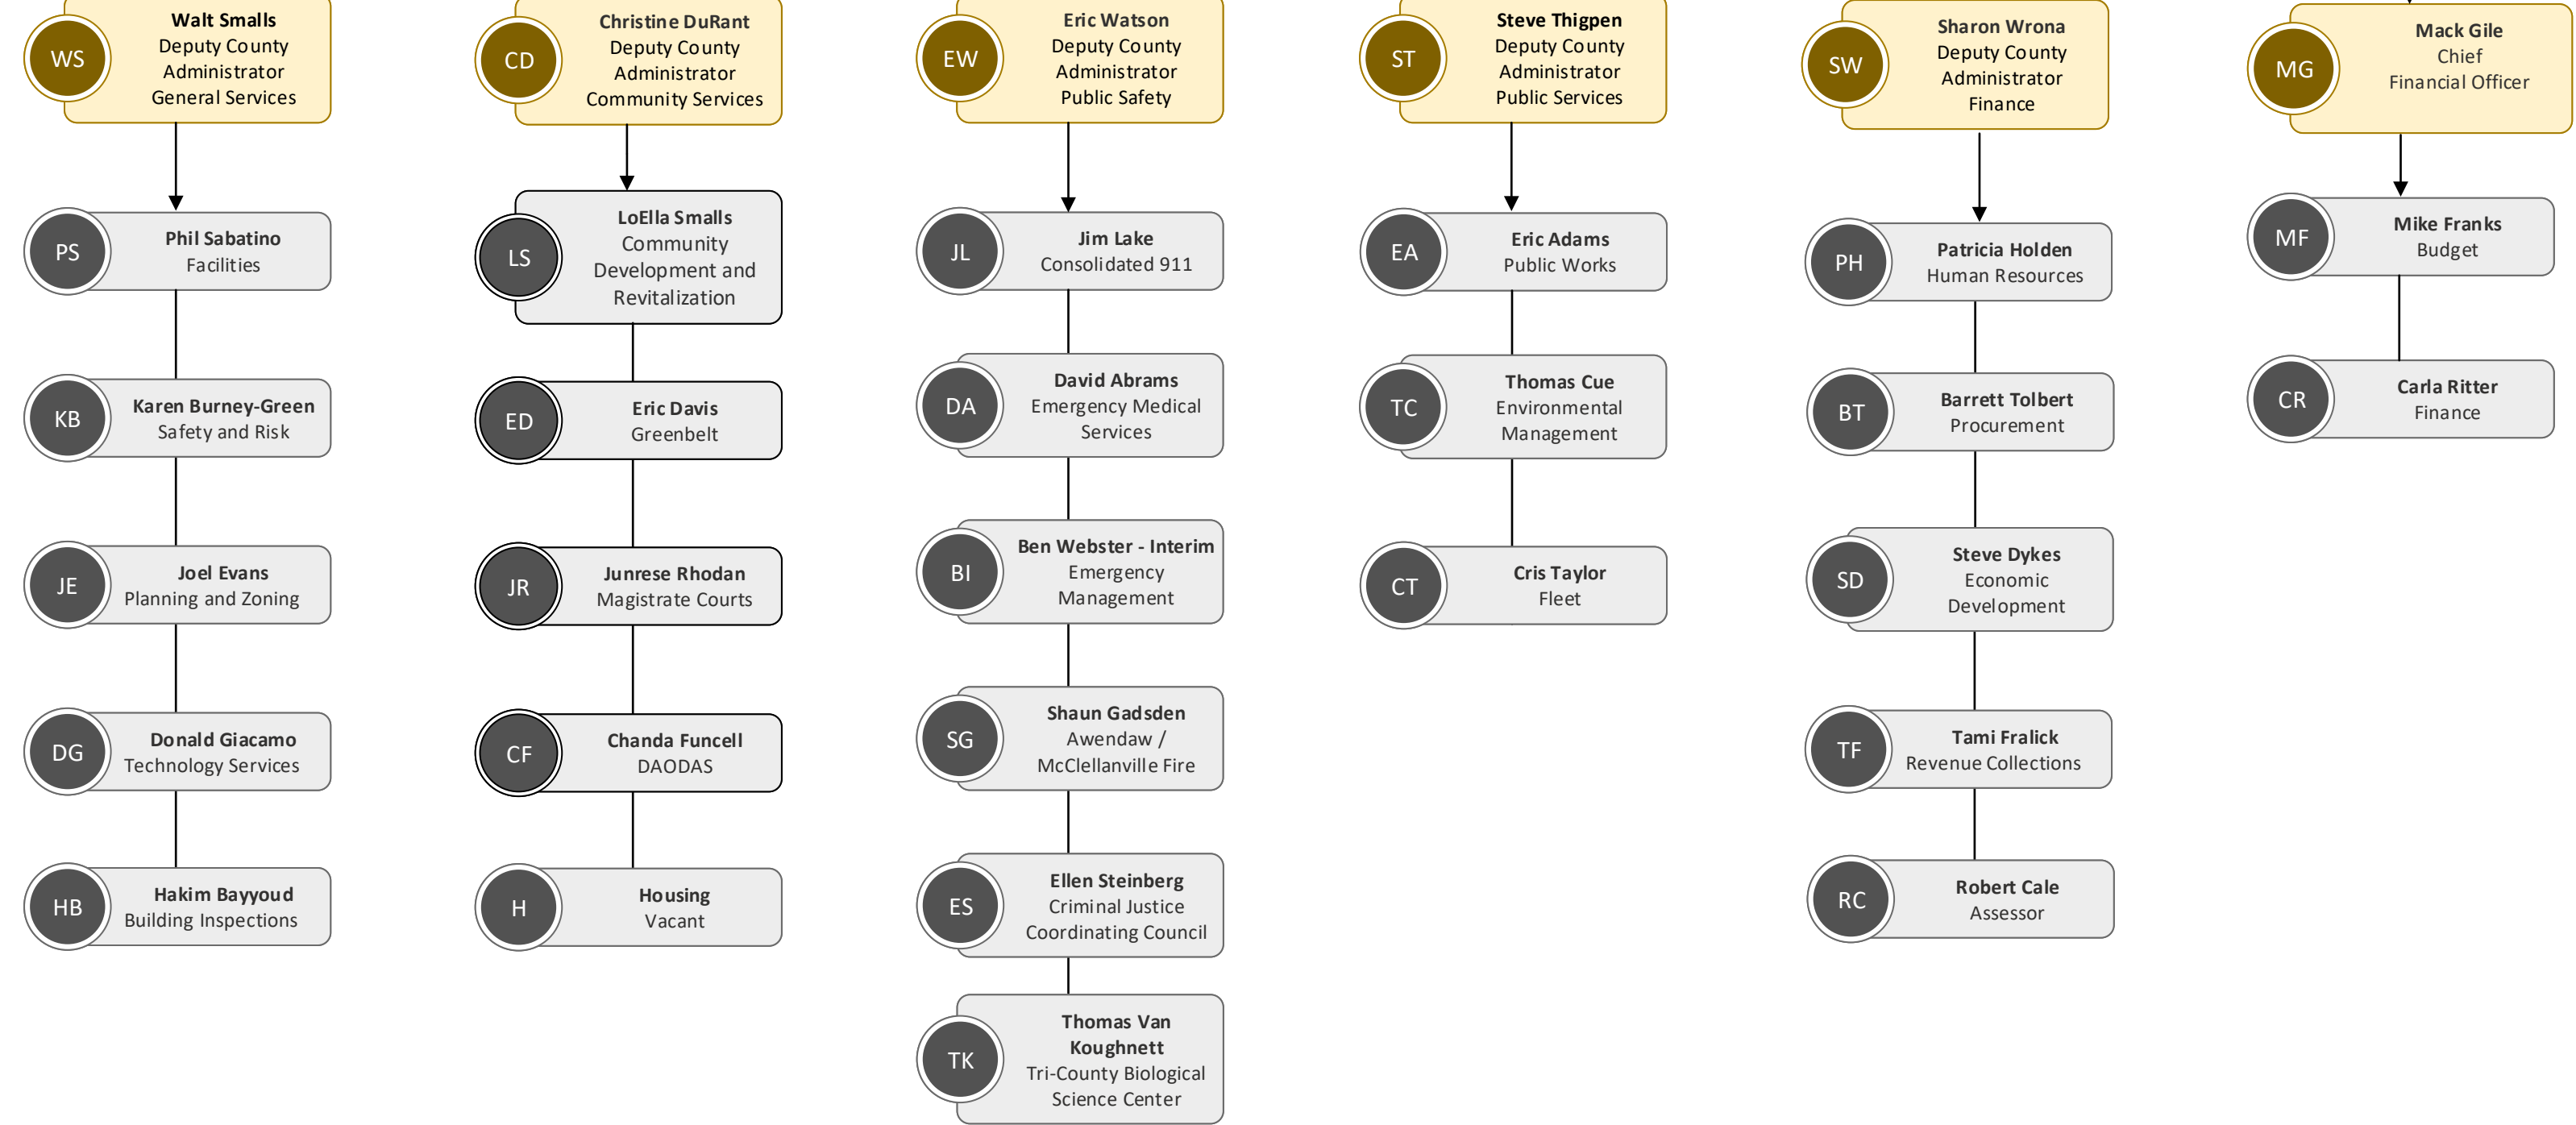 WS
Walt Smalls
Deputy County
Administrator
General Services
PS
Phil Sabatino
Facilities
KB
Karen Burney-Green
Safety and Risk
JE
Joel Evans
Planning and Zoning
DG
Donald Giacamo
Technology Services
HB
Hakim Bayyoud
Building Inspections
CD
Christine DuRant
Deputy County
Administrator
Community Services
LS
LoElla Smalls
Community
Development and
Revitalization
ED
Eric Davis
Greenbelt
JR
Junrese Rhodan
Magistrate Courts
CF
Chanda Funcell
DAODAS
H
Housing
Vacant
EW
Eric Watson
Deputy County
Administrator
Public Safety
JL
Jim Lake
Consolidated 911
DA
David Abrams
Emergency Medical
Services
BI
Ben Webster - Interim
Emergency
Management
SG
Shaun Gadsden
Awendaw /
McClellanville Fire
ES
Ellen Steinberg
Criminal Justice
Coordinating Council
TK
Thomas Van
Koughnett
Tri-County Biological
Science Center
ST
Steve Thigpen
Deputy County
Administrator
Public Services
EA
Eric Adams
Public Works
TC
Thomas Cue
Environmental
Management
CT
Cris Taylor
Fleet
SW
Sharon Wrona
Deputy County
Administrator
Finance
PH
Patricia Holden
Human Resources
BT
Barrett Tolbert
Procurement
SD
Steve Dykes
Economic
Development
TF
Tami Fralick
Revenue Collections
RC
Robert Cale
Assessor
MG
Mack Gile
Chief
Financial Officer
MF
Mike Franks
Budget
CR
Carla Ritter
Finance